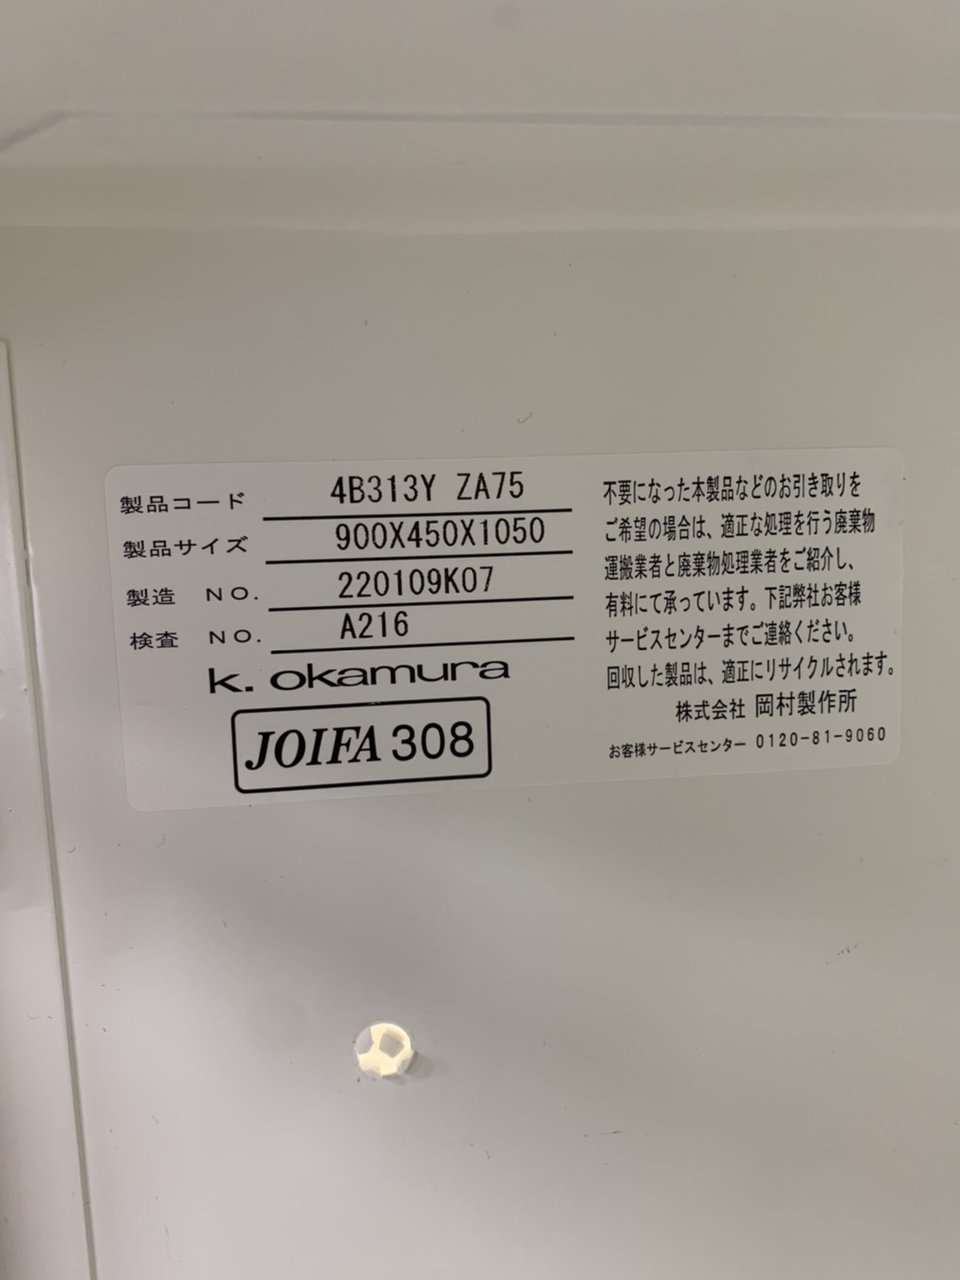 製品コード 4B313Y ZA75
製品サイズ 900X450X1050
製造 NO. 220109K07
検査 NO. A216
k. okamura
JOIFA 308
不要になった本製品などのお引き取りを
ご希望の場合は、適正な処理を行う廃棄物
運搬業者と廃棄物処理業者をご紹介し、
有料にて承っています。下記弊社お客様
サービスセンターまでご連絡ください。
回収した製品は、適正にリサイクルされます。
株式会社 岡村製作所
お客様サービスセンター 0120-81-9060